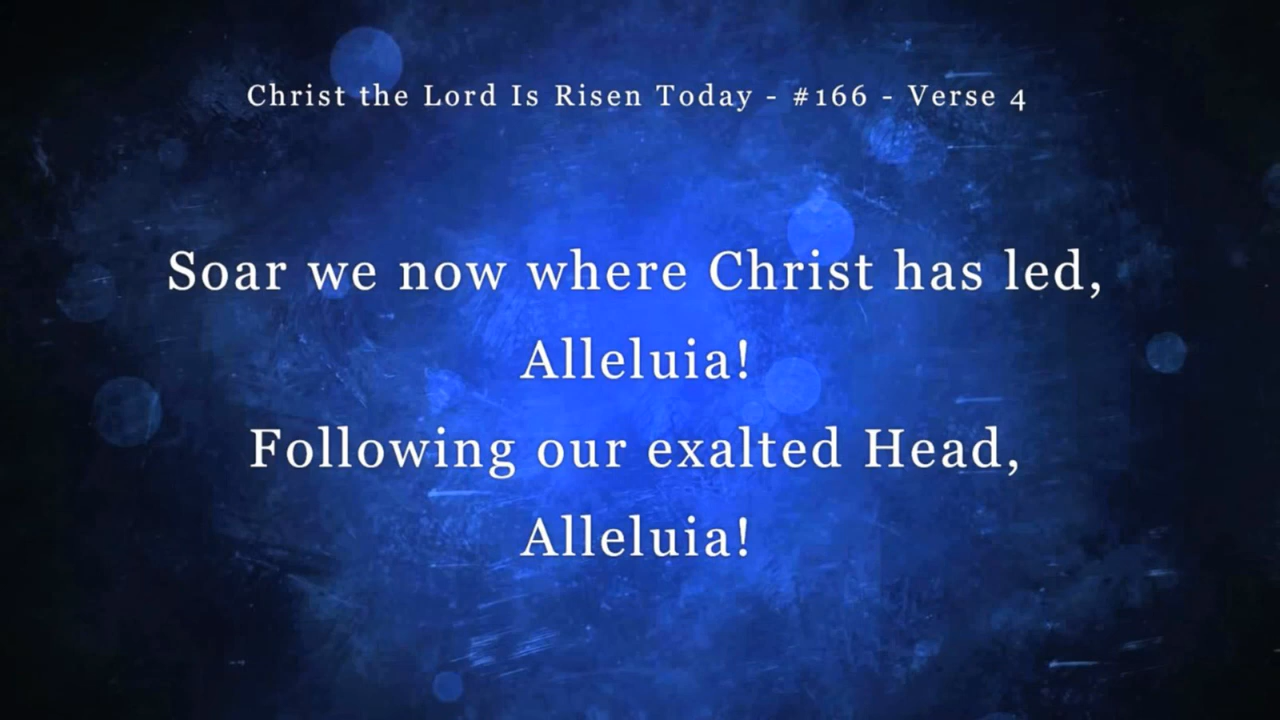 Christ the Lord Is Risen Today - #166 - Verse 4
Soar we now where Christ has led,
Alleluia!
Following our exalted Head,
Alleluia!